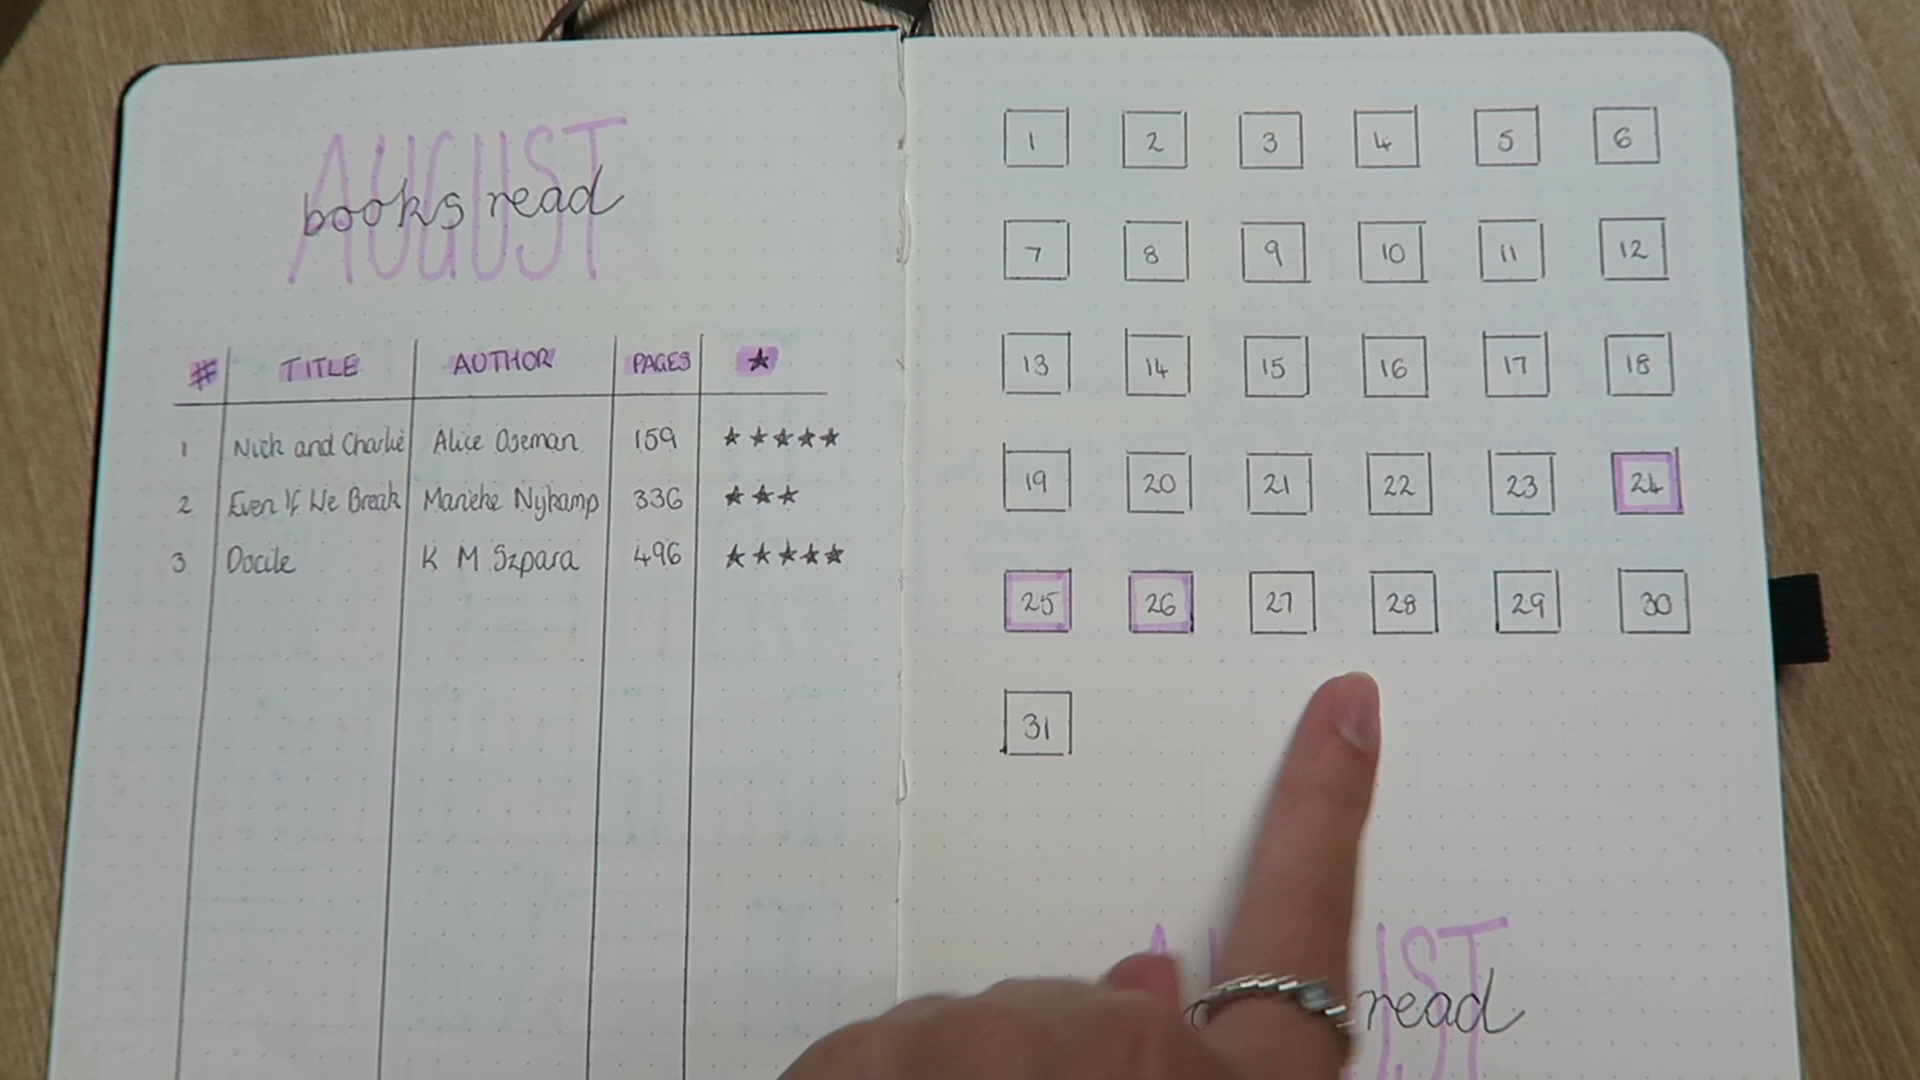 AUGUST
books read
# TITLE AUTHOR PAGES ★
1 Nick and Charlie Alice Oseman 159 ★★★★★
2 Even If We Break Marieke Nijkamp 336 ★★★
3 Docile K M Szpara 496 ★★★★★
1 2 3 4 5 6
7 8 9 10 11 12
13 14 15 16 17 18
19 20 21 22 23 24
25 26 27 28 29 30
31
read